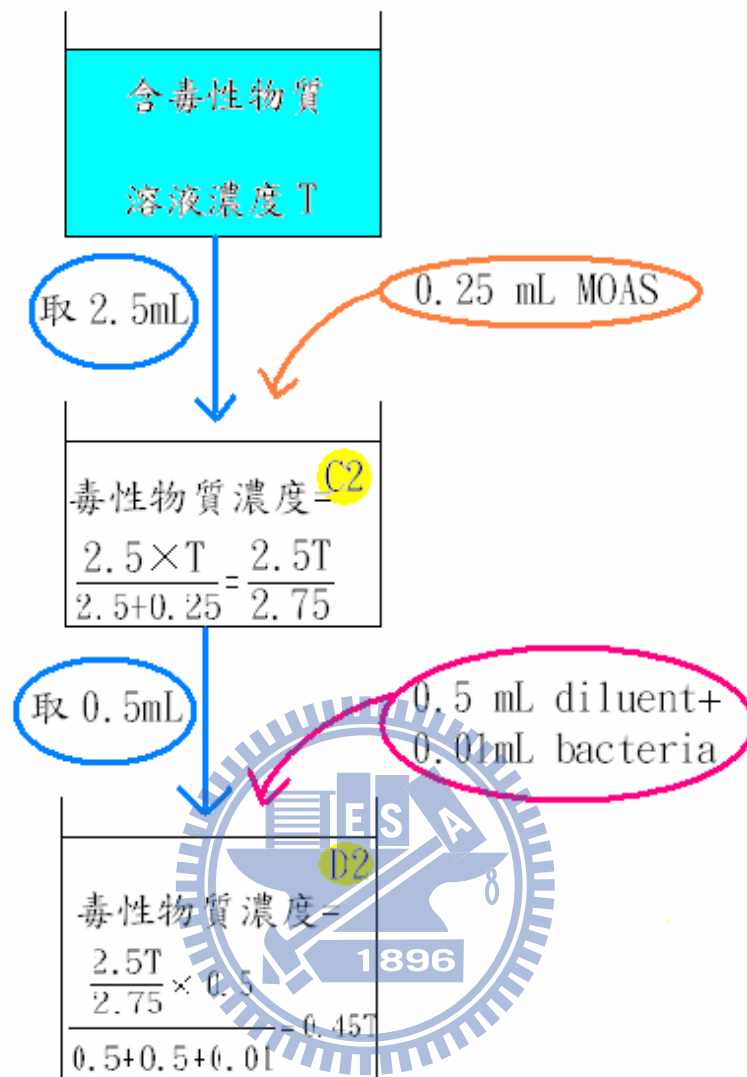 含毒性物質
溶液濃度 T
取 2.5mL
0.25 mL MOAS
C2
毒性物質濃度=
2.5×T
2.5+0.25
=
2.5T
2.75
取 0.5mL
0.5 mL diluent+
0.01mL bacteria
D2
毒性物質濃度=
2.5T
2.75
× 0.5
0.5+0.5+0.01
=0.45T
E S A
8
1896